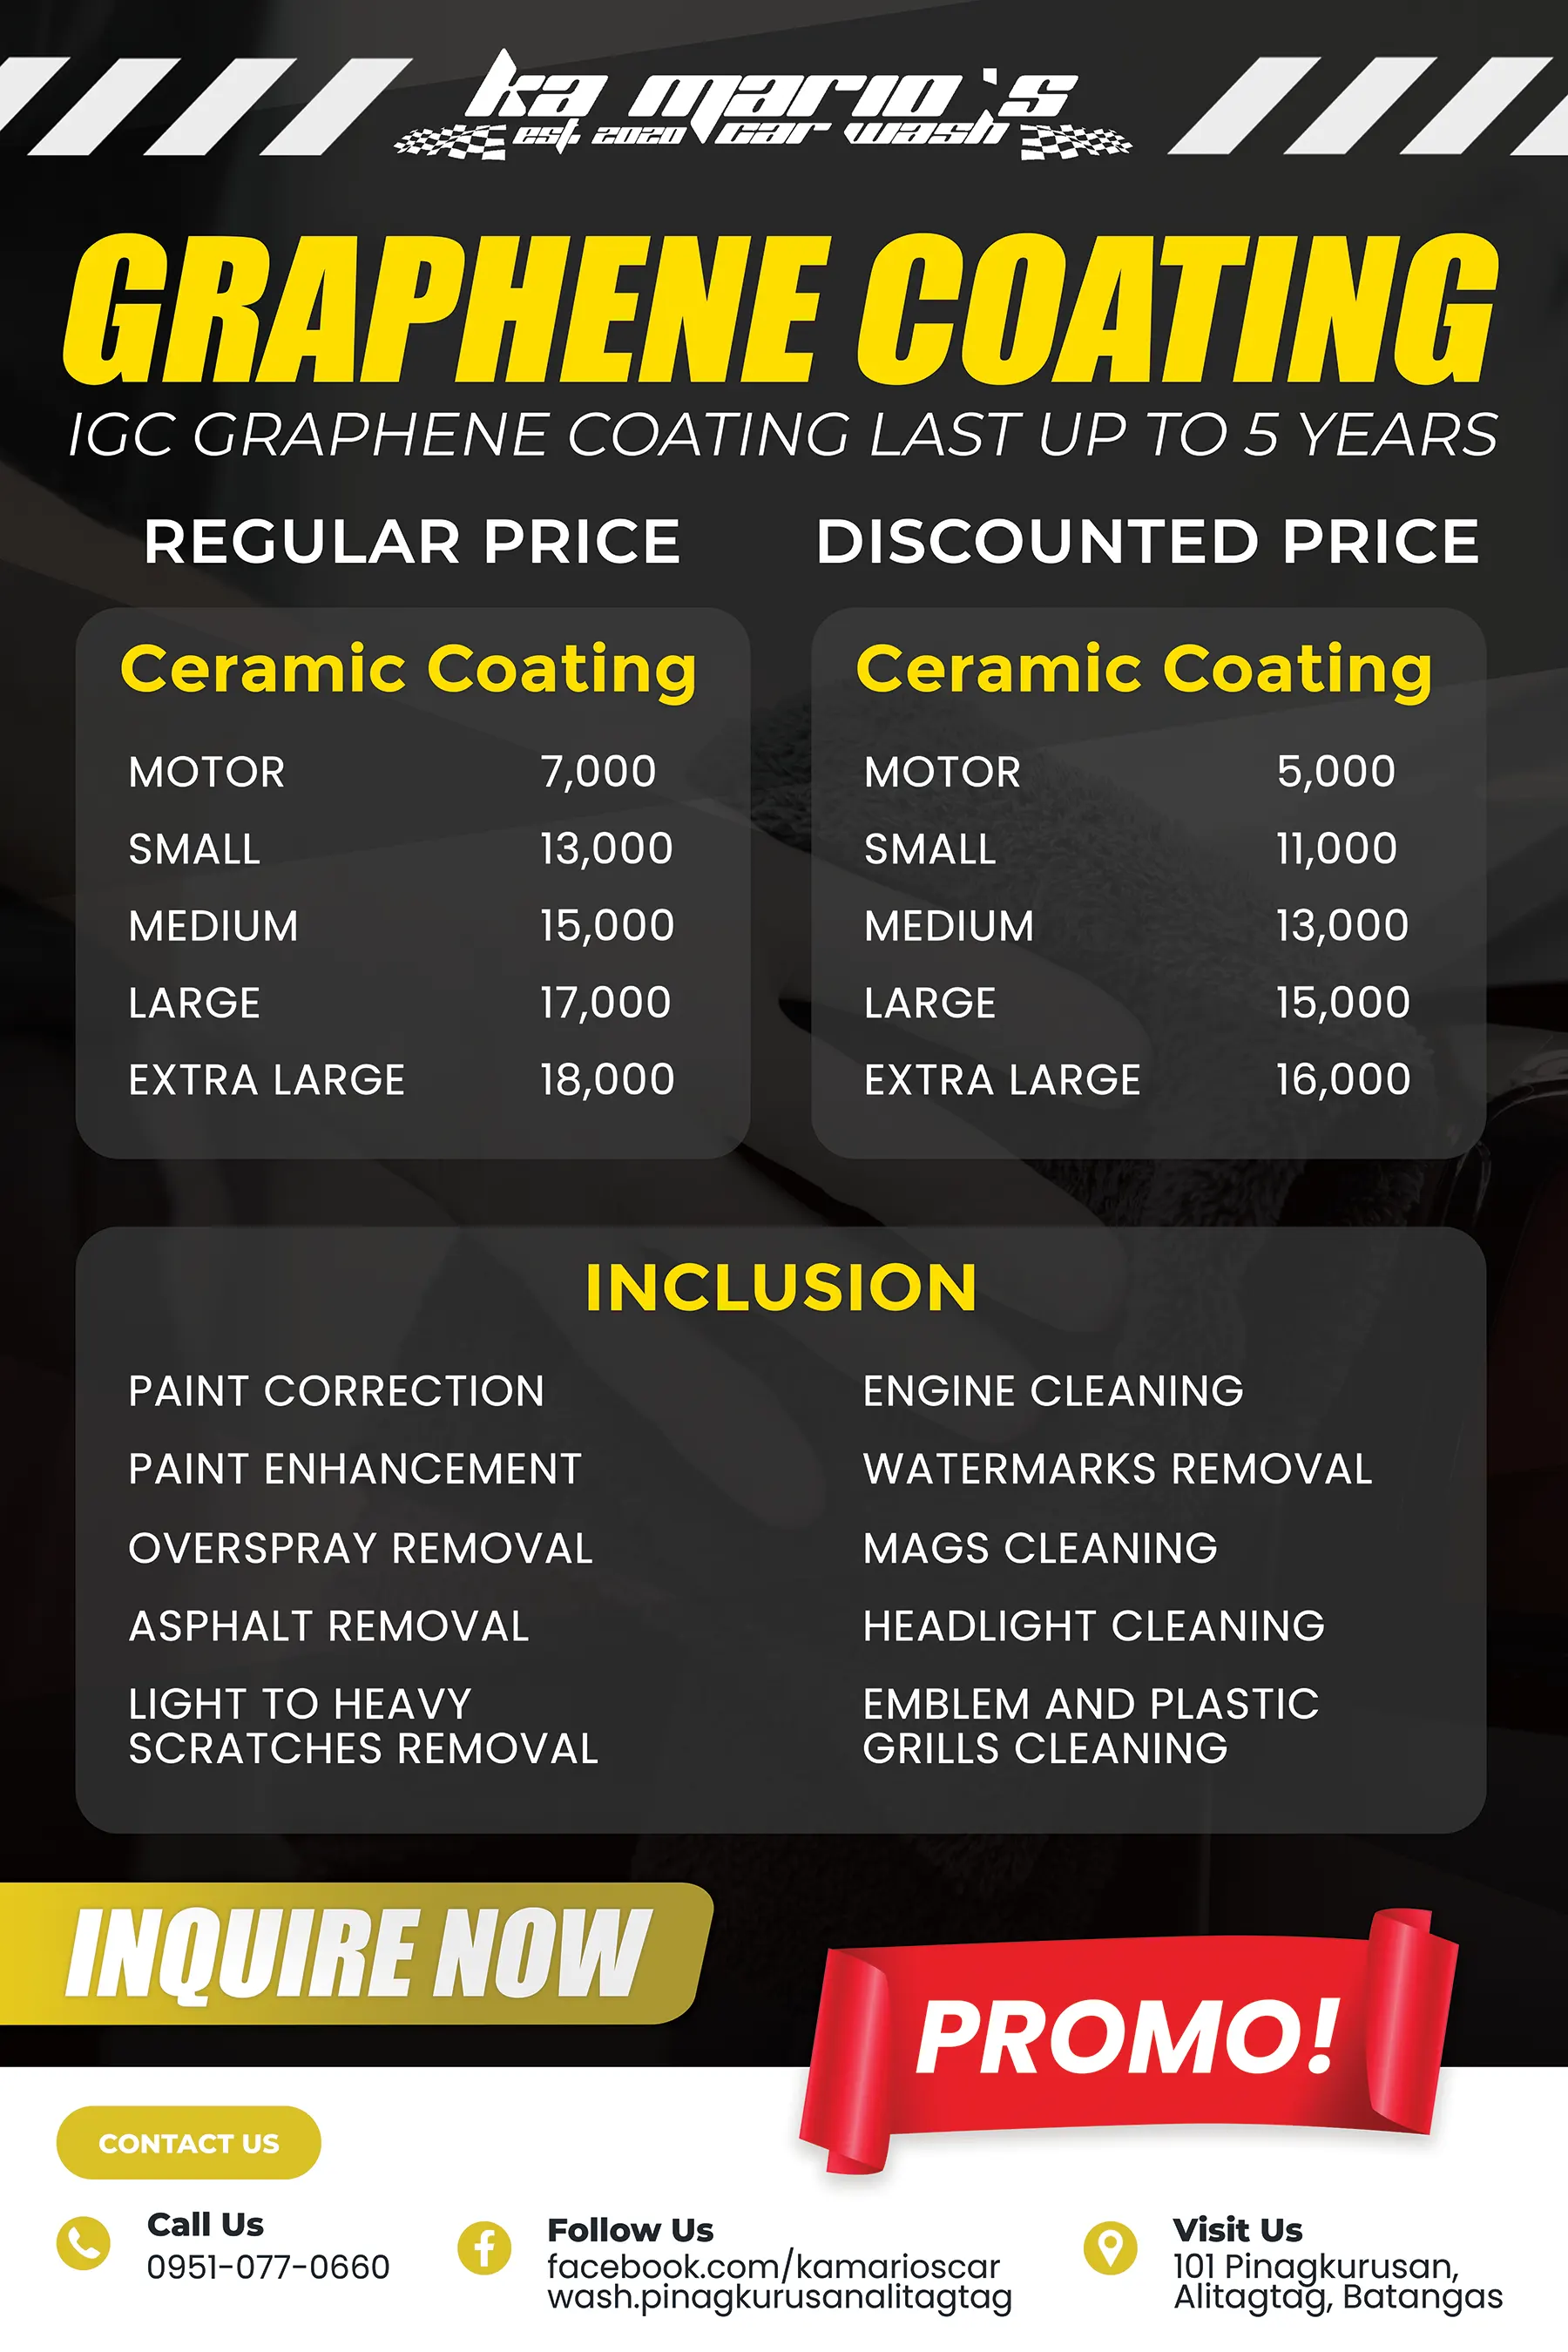 ka mario's
est. 2020 car wash
GRAPHENE COATING
IGC GRAPHENE COATING LAST UP TO 5 YEARS
REGULAR PRICE
Ceramic Coating
MOTOR 7,000
SMALL 13,000
MEDIUM 15,000
LARGE 17,000
EXTRA LARGE 18,000
DISCOUNTED PRICE
Ceramic Coating
MOTOR 5,000
SMALL 11,000
MEDIUM 13,000
LARGE 15,000
EXTRA LARGE 16,000
INCLUSION
PAINT CORRECTION
PAINT ENHANCEMENT
OVERSPRAY REMOVAL
ASPHALT REMOVAL
LIGHT TO HEAVY
SCRATCHES REMOVAL
ENGINE CLEANING
WATERMARKS REMOVAL
MAGS CLEANING
HEADLIGHT CLEANING
EMBLEM AND PLASTIC
GRILLS CLEANING
INQUIRE NOW
PROMO!
CONTACT US
Call Us
0951-077-0660
Follow Us
facebook.com/kamarioscar
wash.pinagkurusanalitagtag
Visit Us
101 Pinagkurusan,
Alitagtag, Batangas